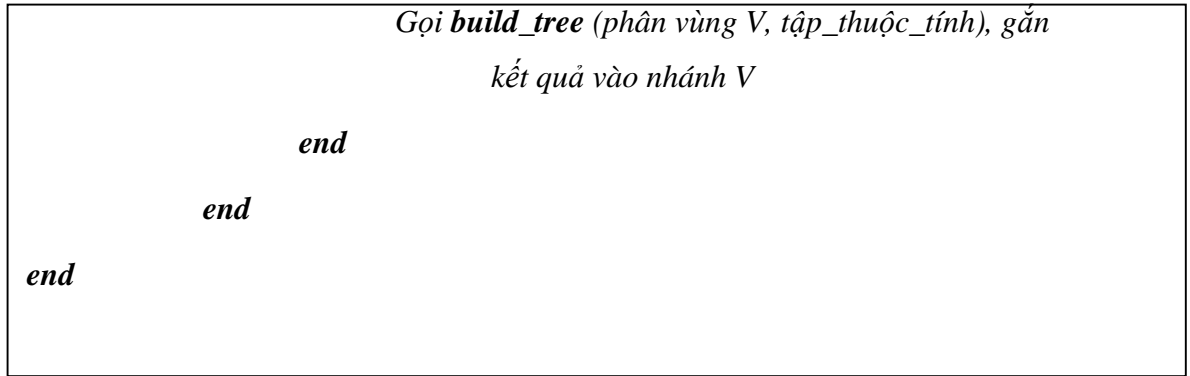 Gọi build_tree (phân vùng V, tập_thuộc_tính), gắn
kết quả vào nhánh V
end
end
end